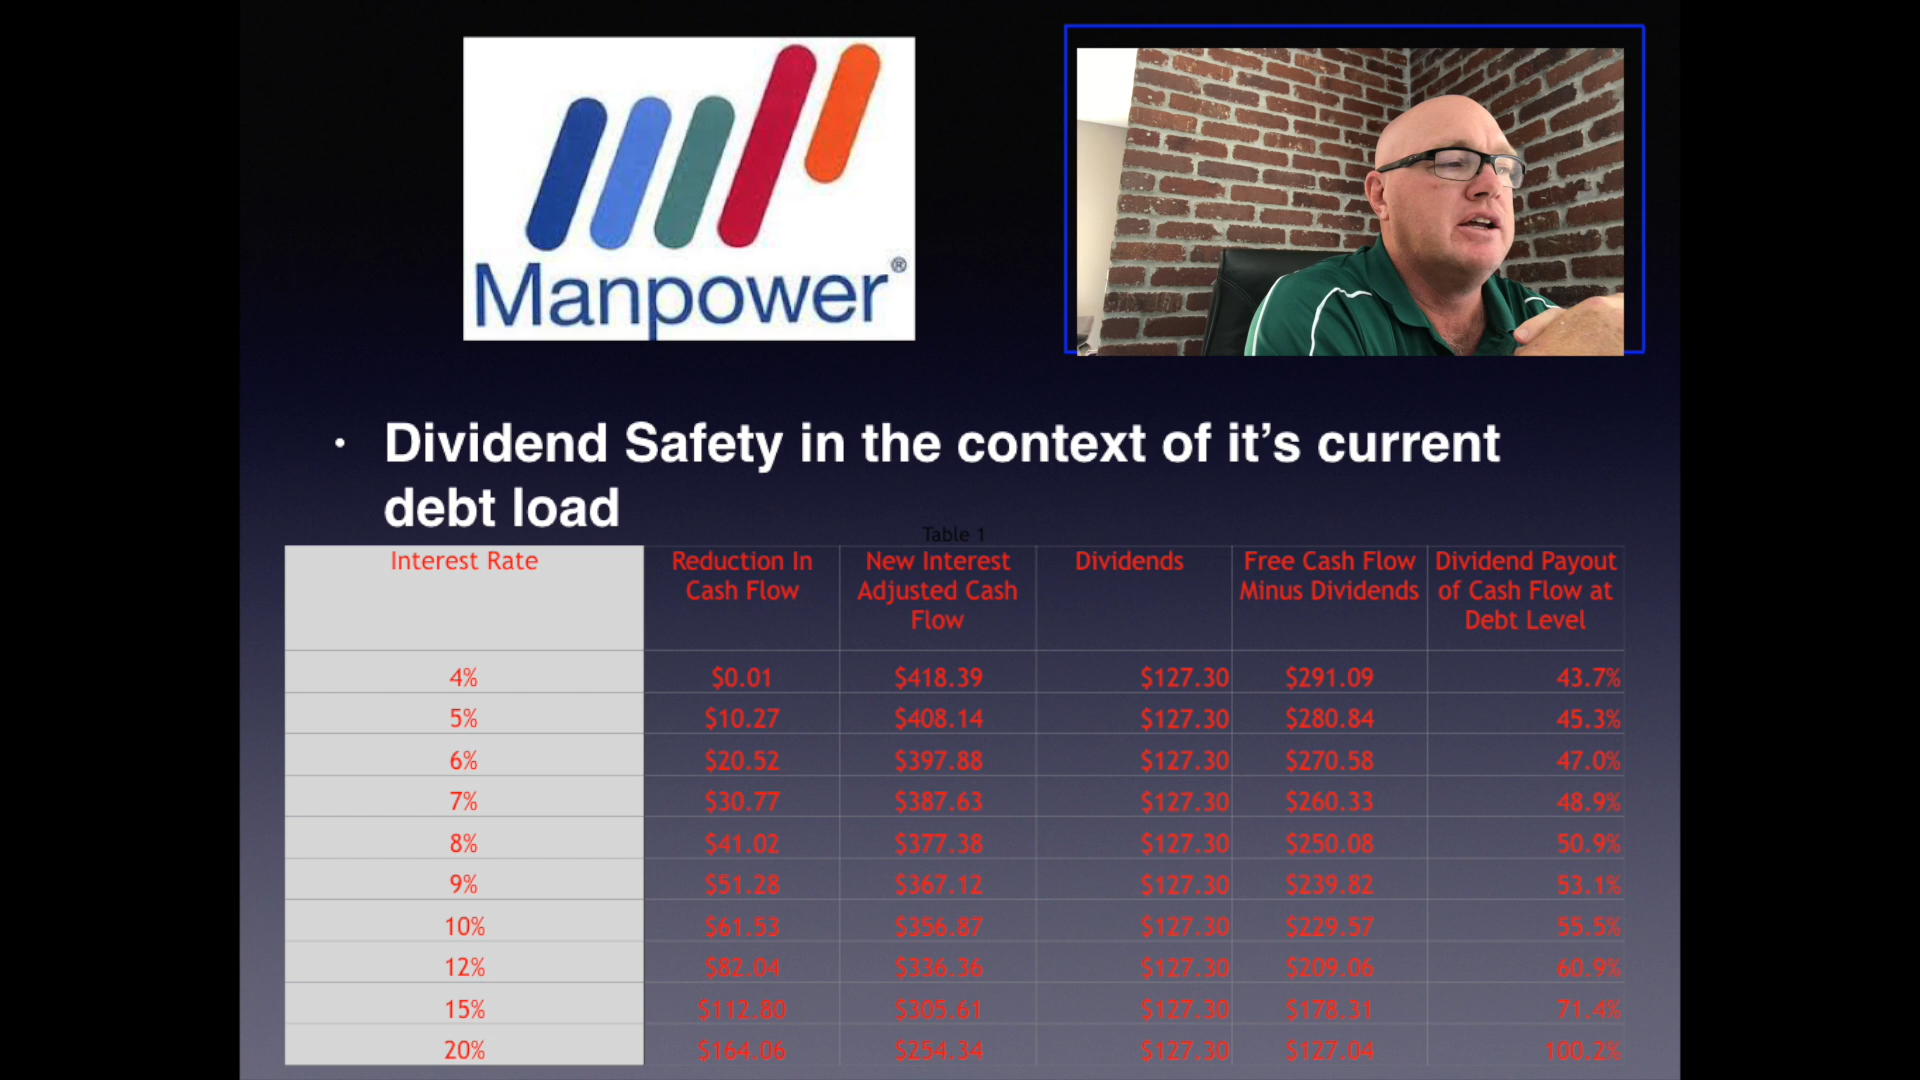 Manpower®
• Dividend Safety in the context of it’s current
debt load
Table 1
Interest Rate Reduction In Cash Flow New Interest Adjusted Cash Flow Dividends Free Cash Flow Minus Dividends Dividend Payout of Cash Flow at Debt Level
4% $0.01 $418.39 $127.30 $291.09 43.7%
5% $10.27 $408.14 $127.30 $280.84 45.3%
6% $20.52 $397.88 $127.30 $270.58 47.0%
7% $30.77 $387.63 $127.30 $260.33 48.9%
8% $41.02 $377.38 $127.30 $250.08 50.9%
9% $51.28 $367.12 $127.30 $239.82 53.1%
10% $61.53 $356.87 $127.30 $229.57 55.5%
12% $82.04 $336.36 $127.30 $209.06 60.9%
15% $112.80 $305.61 $127.30 $178.31 71.4%
20% $164.06 $254.34 $127.30 $127.04 100.2%